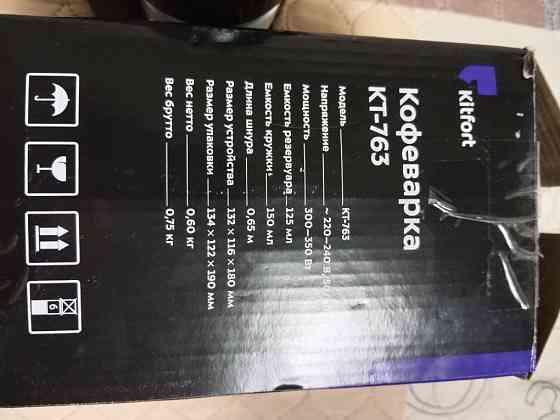 Kitfort
Кофеварка
КТ-763
Модель КТ-763
Напряжение ~ 220–240 В, 50
Мощность 300–350 Вт
Емкость резервуара 125 мл
Емкость кружки 150 мл
Длина шнура 0,65 м
Размер устройства 132 × 116 × 180 мм
Размер упаковки 134 × 122 × 190 мм
Вес нетто 0,60 кг
Вес брутто 0,75 кг
6